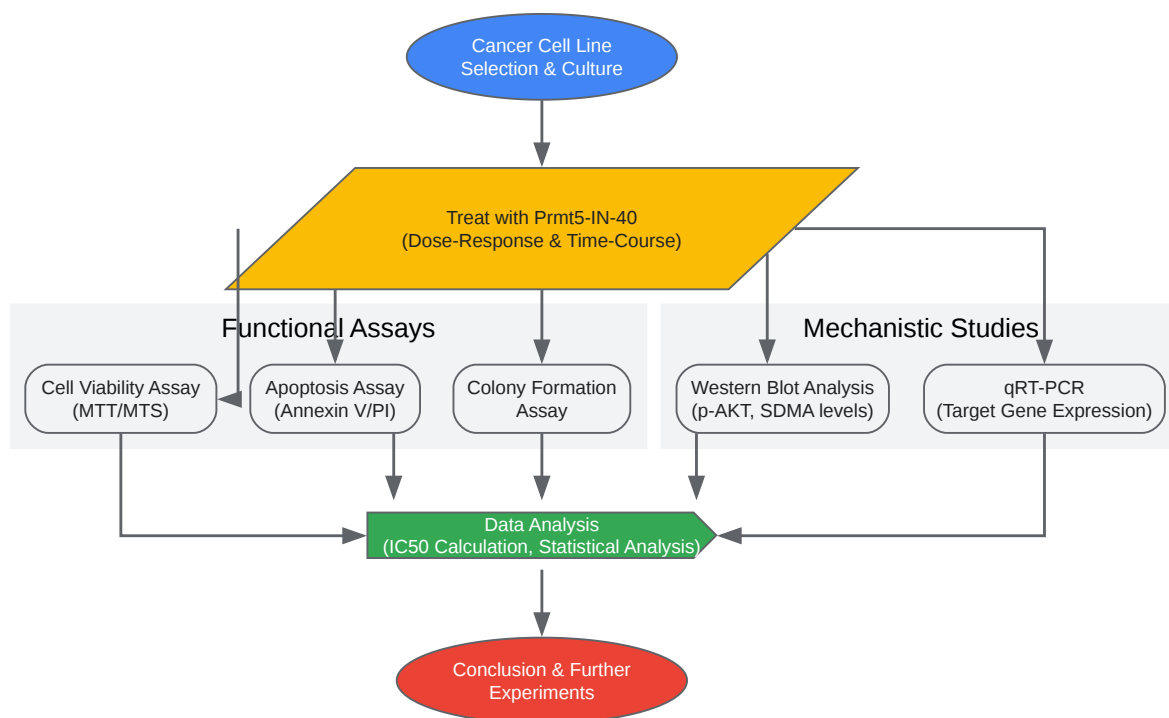 Cancer Cell Line
Selection & Culture
Treat with Prmt5-IN-40
(Dose-Response & Time-Course)
Functional Assays
Mechanistic Studies
Cell Viability Assay
(MTT/MTS)
Apoptosis Assay
(Annexin V/PI)
Colony Formation
Assay
Western Blot Analysis
(p-AKT, SDMA levels)
qRT-PCR
(Target Gene Expression)
Data Analysis
(IC50 Calculation, Statistical Analysis)
Conclusion & Further
Experiments